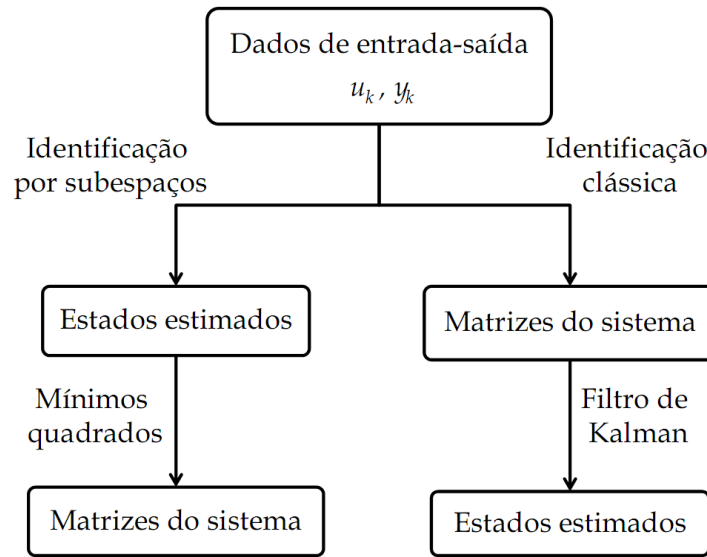 Dados de entrada-saída
u_k, y_k
Identificação
por subespaços
Identificação
clássica
Estados estimados
Matrizes do sistema
Mínimos
quadrados
Filtro de
Kalman
Matrizes do sistema
Estados estimados